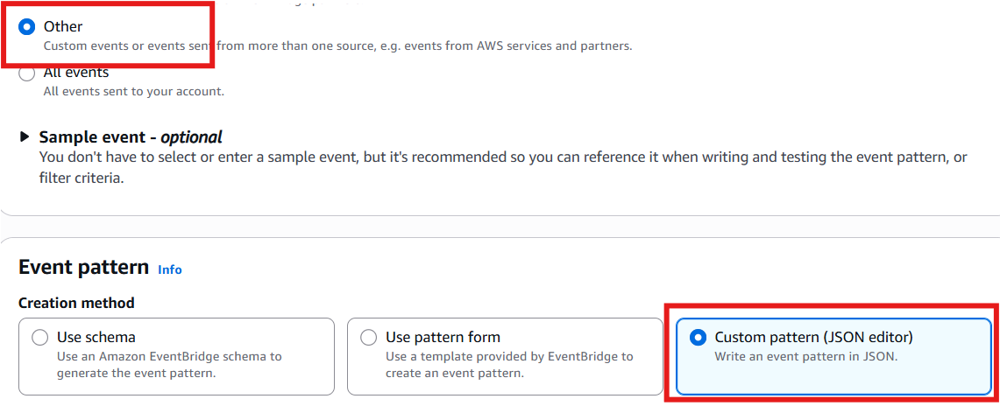 Other
Custom events or events sent from more than one source, e.g. events from AWS services and partners.
All events
All events sent to your account.
Sample event - optional
You don't have to select or enter a sample event, but it's recommended so you can reference it when writing and testing the event pattern, or
filter criteria.
Event pattern Info
Creation method
Use schema
Use an Amazon EventBridge schema to
generate the event pattern.
Use pattern form
Use a template provided by EventBridge to
create an event pattern.
Custom pattern (JSON editor)
Write an event pattern in JSON.